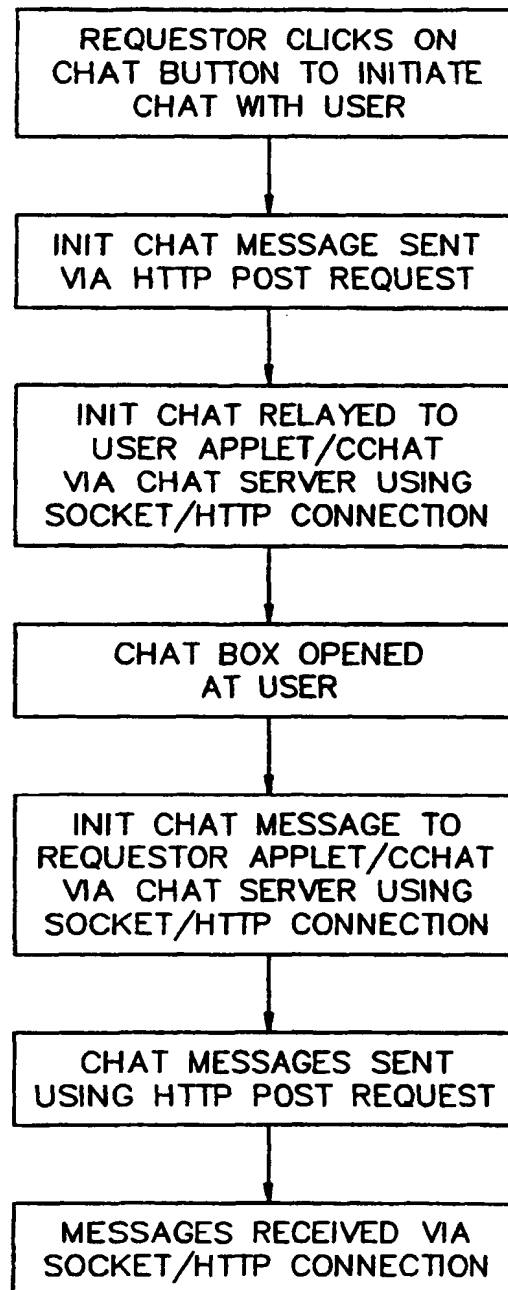 REQUESTOR CLICKS ON
CHAT BUTTON TO INITIATE
CHAT WITH USER
INIT CHAT MESSAGE SENT
VIA HTTP POST REQUEST
INIT CHAT RELAYED TO
USER APPLET/CCHAT
VIA CHAT SERVER USING
SOCKET/HTTP CONNECTION
CHAT BOX OPENED
AT USER
INIT CHAT MESSAGE TO
REQUESTOR APPLET/CCHAT
VIA CHAT SERVER USING
SOCKET/HTTP CONNECTION
CHAT MESSAGES SENT
USING HTTP POST REQUEST
MESSAGES RECEIVED VIA
SOCKET/HTTP CONNECTION